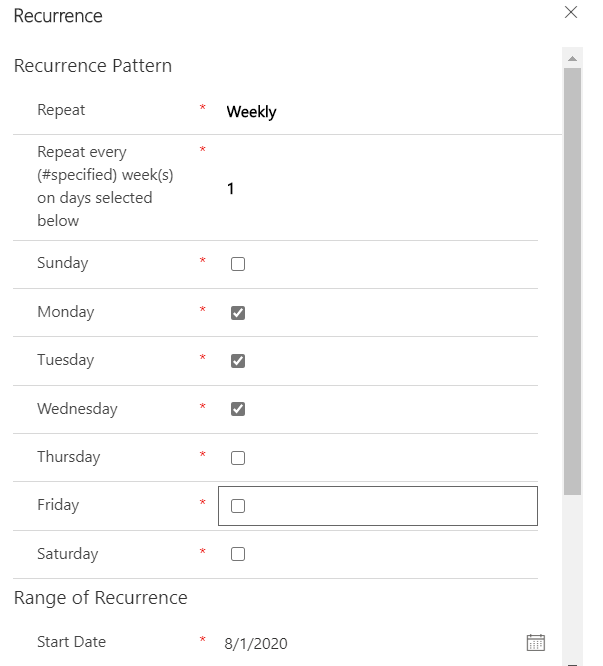 Recurrence
Recurrence Pattern
Repeat * Weekly
Repeat every *
(#specified) week(s)
on days selected 1
below
Sunday *
Monday *
Tuesday *
Wednesday *
Thursday *
Friday *
Saturday *
Range of Recurrence
Start Date * 8/1/2020